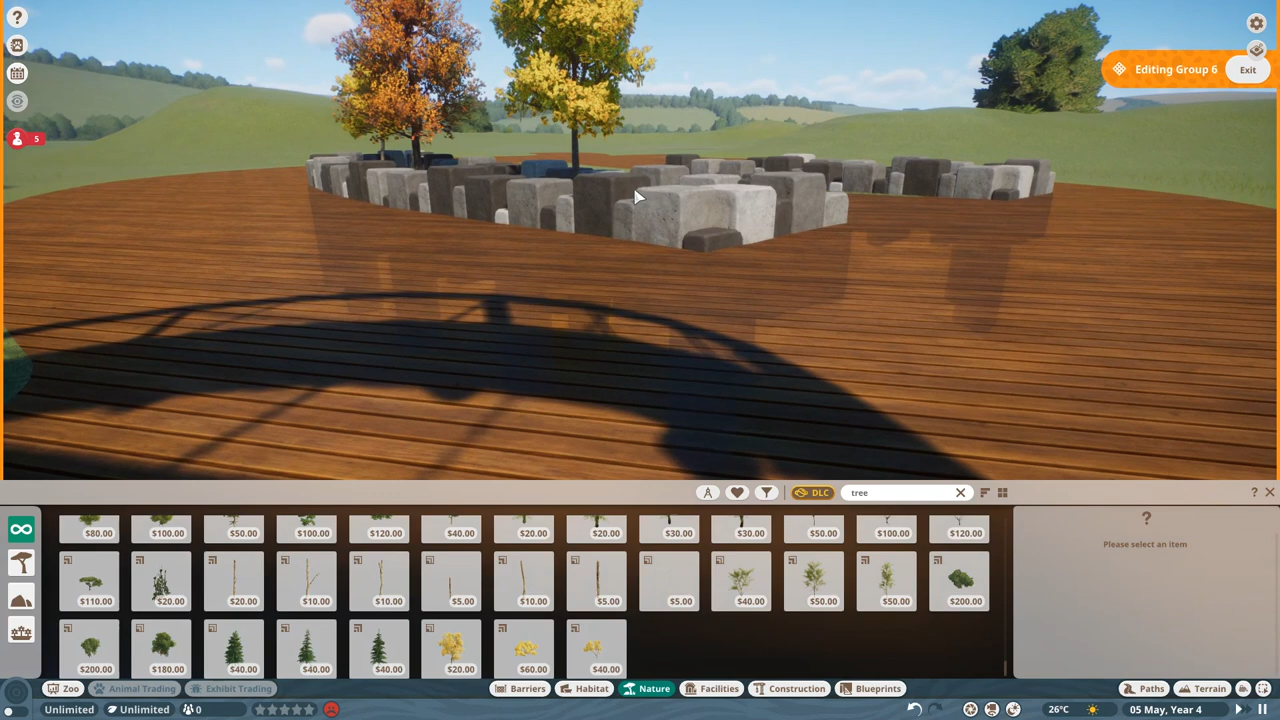 ?
5
Editing Group 6
Exit
DLC
tree
?
$80.00 $100.00 $50.00 $100.00 $120.00 $40.00 $20.00 $20.00 $30.00 $30.00 $50.00 $100.00 $120.00
$110.00 $20.00 $20.00 $10.00 $10.00 $5.00 $10.00 $5.00 $5.00 $40.00 $50.00 $50.00 $200.00
$200.00 $180.00 $40.00 $40.00 $40.00 $20.00 $60.00 $40.00
?
Please select an item
Zoo Animal Trading Exhibit Trading Barriers Habitat Nature Facilities Construction Blueprints Paths Terrain
Unlimited Unlimited 0 26°C 05 May, Year 4